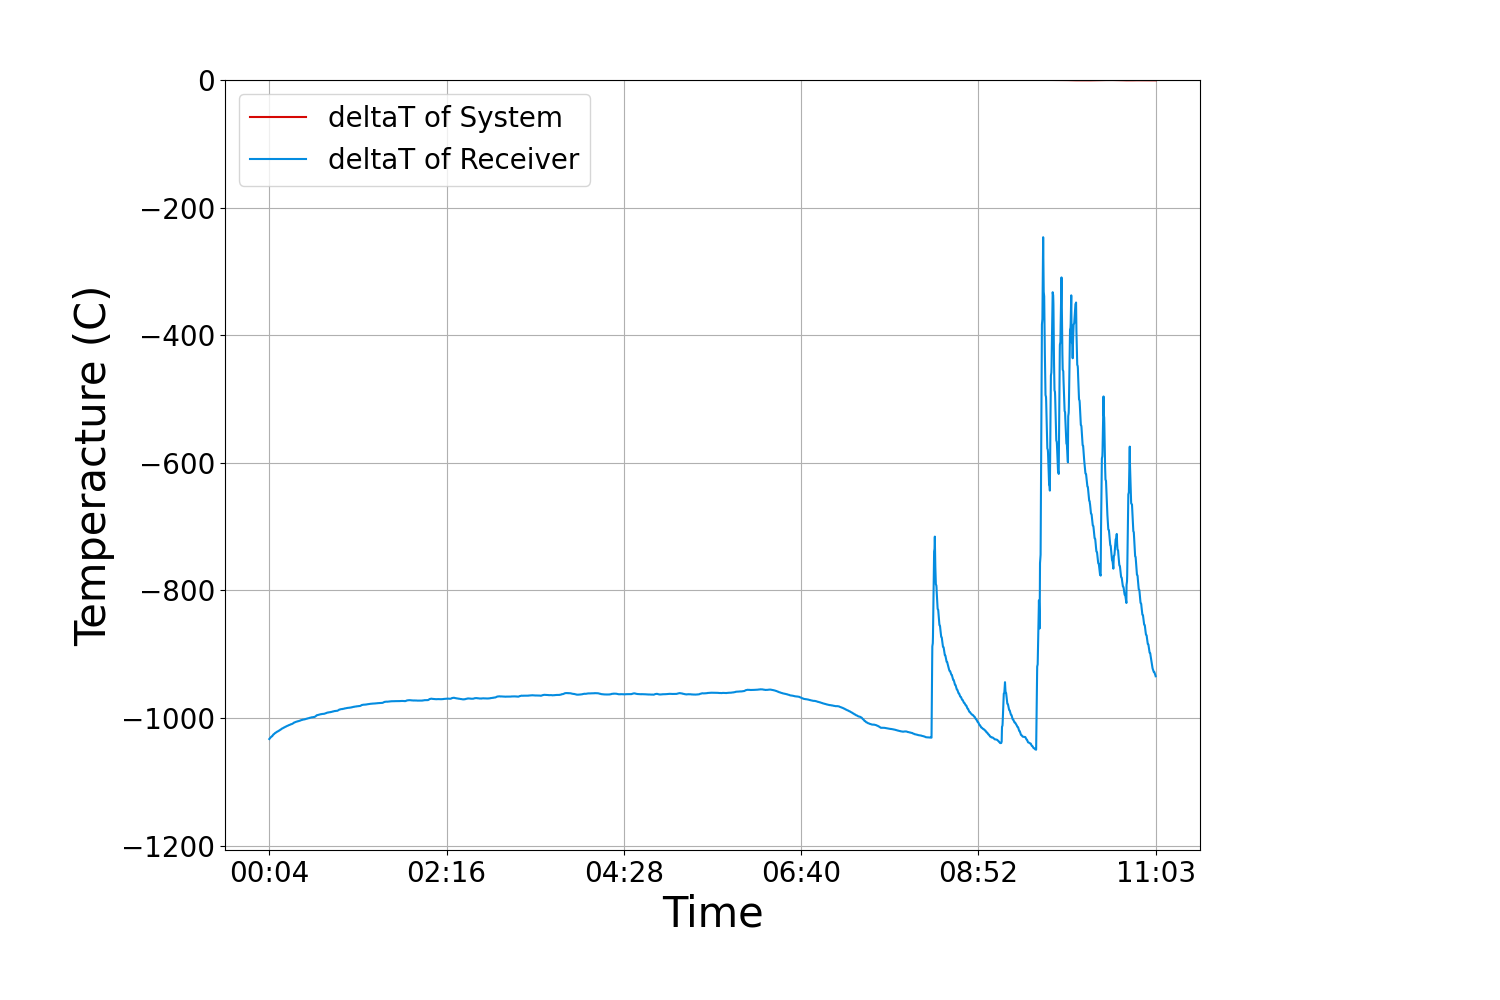 0
−200
−400
−600
−800
−1000
−1200
Temperacture (C)
deltaT of System
deltaT of Receiver
00:04 02:16 04:28 06:40 08:52 11:03
Time